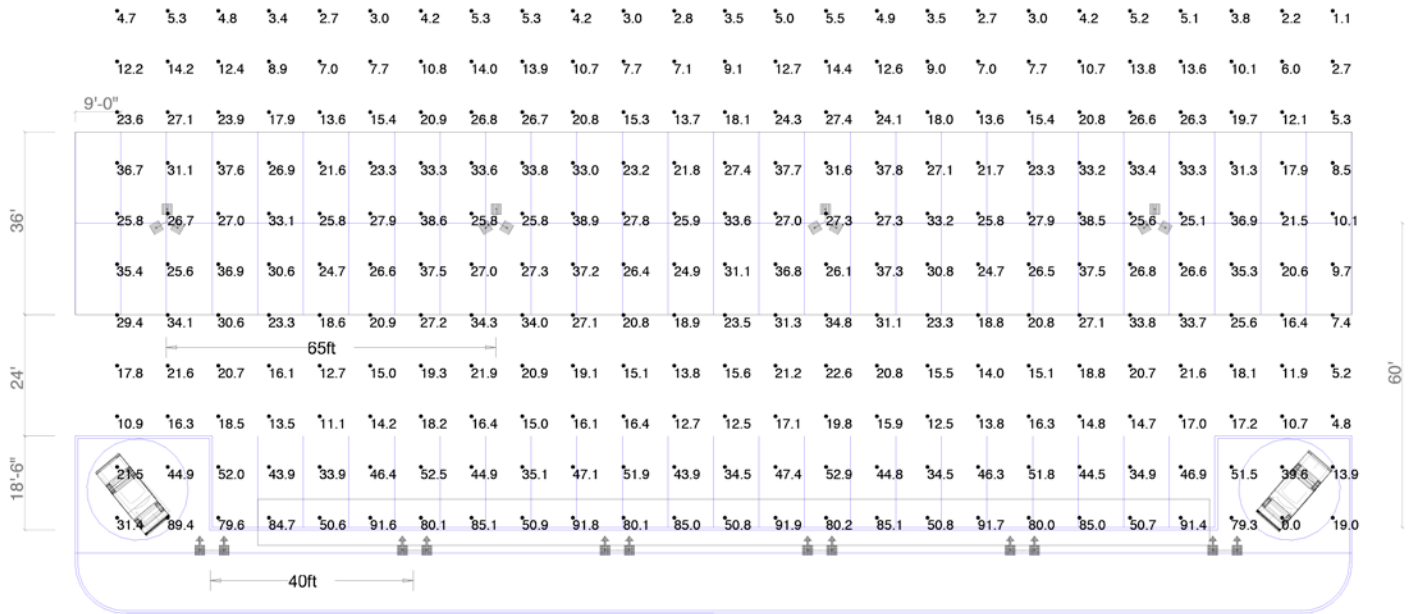 4.7 5.3 4.8 3.4 2.7 3.0 4.2 5.3 5.3 4.2 3.0 2.8 3.5 5.0 5.5 4.9 3.5 2.7 3.0 4.2 5.2 5.1 3.8 2.2 1.1
12.2 14.2 12.4 8.9 7.0 7.7 10.8 14.0 13.9 10.7 7.7 7.1 9.1 12.7 14.4 12.6 9.0 7.0 7.7 10.7 13.8 13.6 10.1 6.0 2.7
9'-0"
23.6 27.1 23.9 17.9 13.6 15.4 20.9 26.8 26.7 20.8 15.3 13.7 18.1 24.3 27.4 24.1 18.0 13.6 15.4 20.8 26.6 26.3 19.7 12.1 5.3
36.7 31.1 37.6 26.9 21.6 23.3 33.3 33.6 33.8 33.0 23.2 21.8 27.4 37.7 31.6 37.8 27.1 21.7 23.3 33.2 33.4 33.3 31.3 17.9 8.5
36'
25.8 26.7 27.0 33.1 25.8 27.9 38.6 25.8 25.8 38.9 27.8 25.9 33.6 27.0 27.3 27.3 33.2 25.8 27.9 38.5 25.6 25.1 36.9 21.5 10.1
35.4 25.6 36.9 30.6 24.7 26.6 37.5 27.0 27.3 37.2 26.4 24.9 31.1 36.8 26.1 37.3 30.8 24.7 26.5 37.5 26.8 26.6 35.3 20.6 9.7
29.4 34.1 30.6 23.3 18.6 20.9 27.2 34.3 34.0 27.1 20.8 18.9 23.5 31.3 34.8 31.1 23.3 18.8 20.8 27.1 33.8 33.7 25.6 16.4 7.4
65ft
24'
17.8 21.6 20.7 16.1 12.7 15.0 19.3 21.9 20.9 19.1 15.1 13.8 15.6 21.2 22.6 20.8 15.5 14.0 15.1 18.8 20.7 21.6 18.1 11.9 5.2
60'
10.9 16.3 18.5 13.5 11.1 14.2 18.2 16.4 15.0 16.1 16.4 12.7 12.5 17.1 19.8 15.9 12.5 13.8 16.3 14.8 14.7 17.0 17.2 10.7 4.8
18'-6"
21.5 44.9 52.0 43.9 33.9 46.4 52.5 44.9 35.1 47.1 51.9 43.9 34.5 47.4 52.9 44.8 34.5 46.3 51.8 44.5 34.9 46.9 51.5 39.6 13.9
31.4 89.4 79.6 84.7 50.6 91.6 80.1 85.1 50.9 91.8 80.1 85.0 50.8 91.9 80.2 85.1 50.8 91.7 80.0 85.0 50.7 91.4 79.3 19.0
40ft